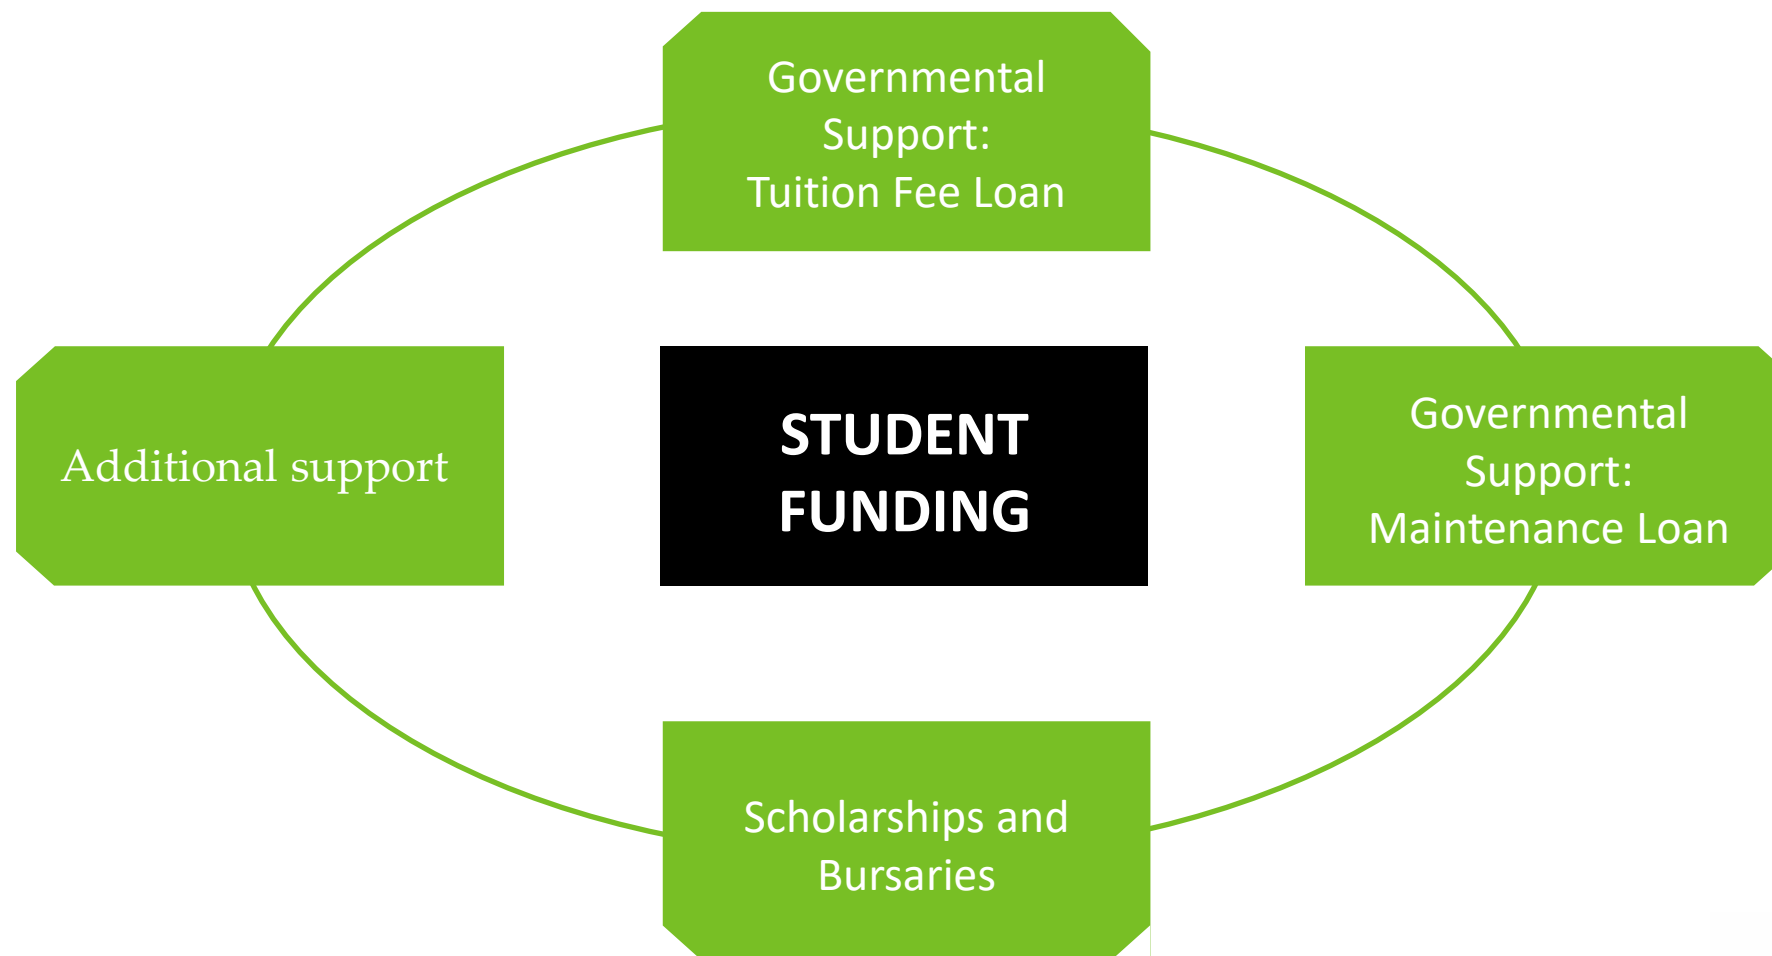 Governmental
Support:
Tuition Fee Loan
Additional support
STUDENT
FUNDING
Governmental
Support:
Maintenance Loan
Scholarships and
Bursaries